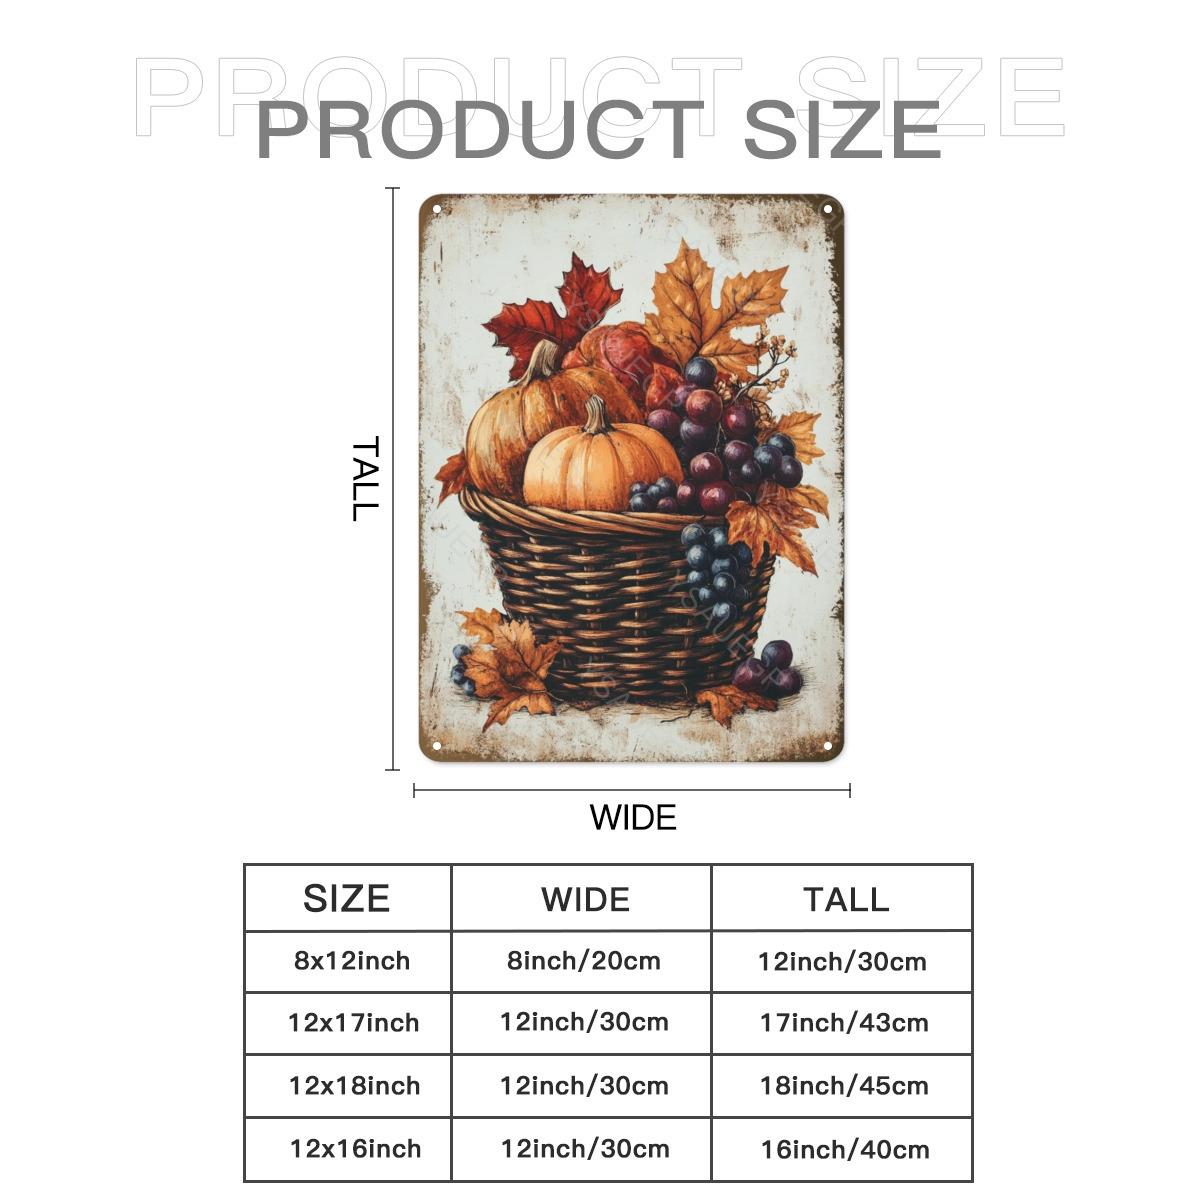 PRODUCT SIZE
PRODUCT SIZE
TALL
WIDE
SIZE WIDE TALL
8x12inch 8inch/20cm 12inch/30cm
12x17inch 12inch/30cm 17inch/43cm
12x18inch 12inch/30cm 18inch/45cm
12x16inch 12inch/30cm 16inch/40cm